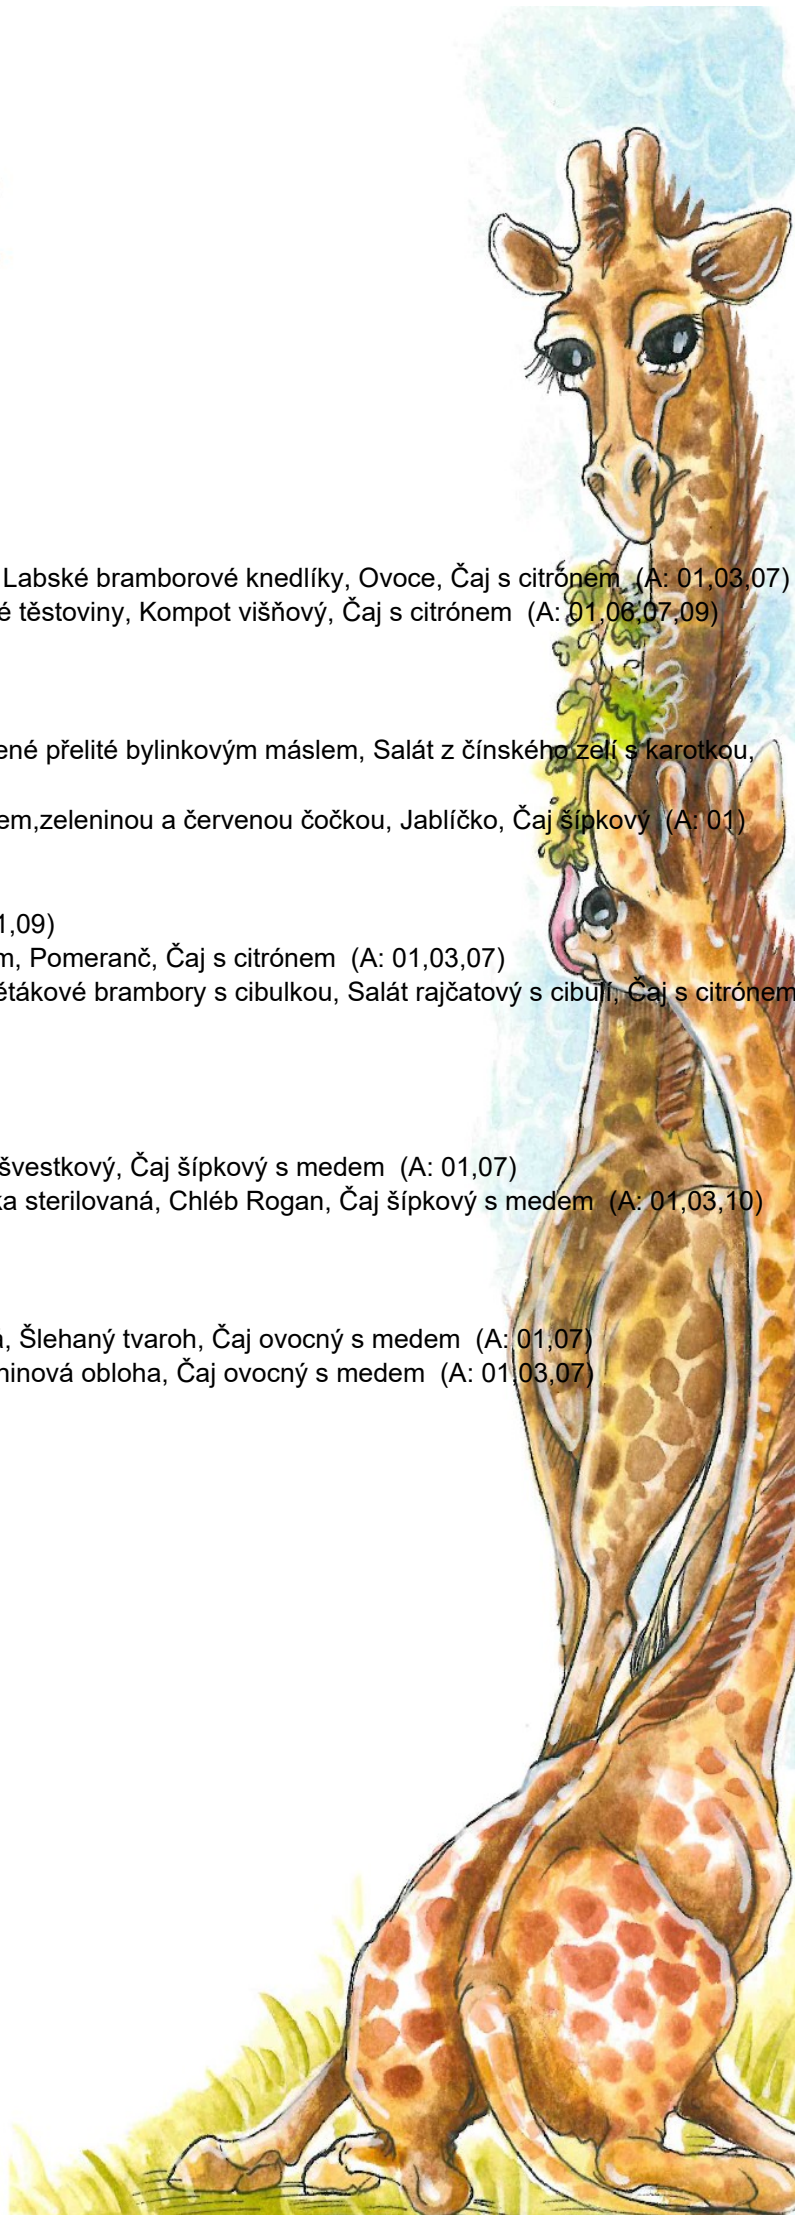 Labské bramborové knedlíky, Ovoce, Čaj s citrónem (A: 01,03,07)
é těstoviny, Kompot višňový, Čaj s citrónem (A: 01,06,07,09)
ené přelité bylinkovým máslem, Salát z čínského zelí s karotkou,
em,zeleninou a červenou čočkou, Jablíčko, Čaj šípkový (A: 01)
1,09)
m, Pomeranč, Čaj s citrónem (A: 01,03,07)
ětákové brambory s cibulkou, Salát rajčatový s cibulí, Čaj s citrónem
švestkový, Čaj šípkový s medem (A: 01,07)
ka sterilovaná, Chléb Rogan, Čaj šípkový s medem (A: 01,03,10)
a, Šlehaný tvaroh, Čaj ovocný s medem (A: 01,07)
ninová obloha, Čaj ovocný s medem (A: 01,03,07)